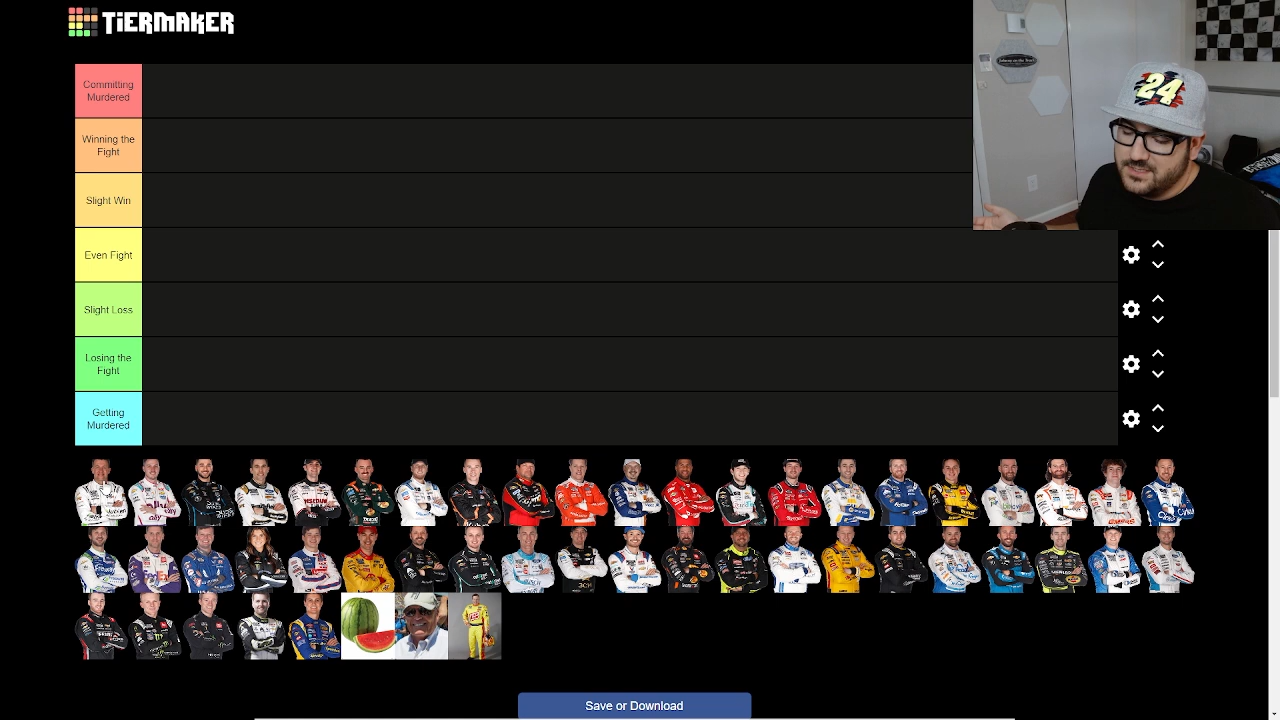 TiERMAKER
Committing
Murdered
Winning the
Fight
Slight Win
Even Fight
Slight Loss
Losing the
Fight
Getting
Murdered
24
Save or Download